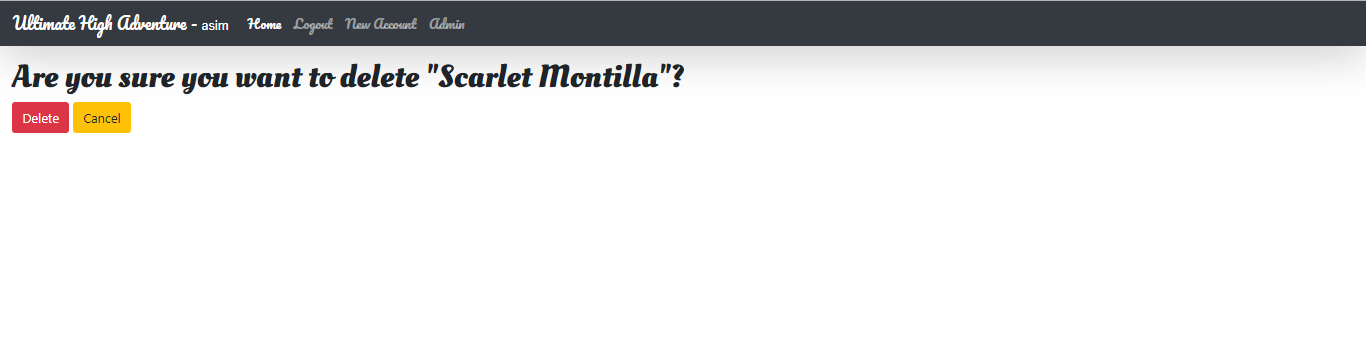 Ultimate High Adventure - asim Home Logout New Account Admin
Are you sure you want to delete "Scarlet Montilla"?
Delete Cancel